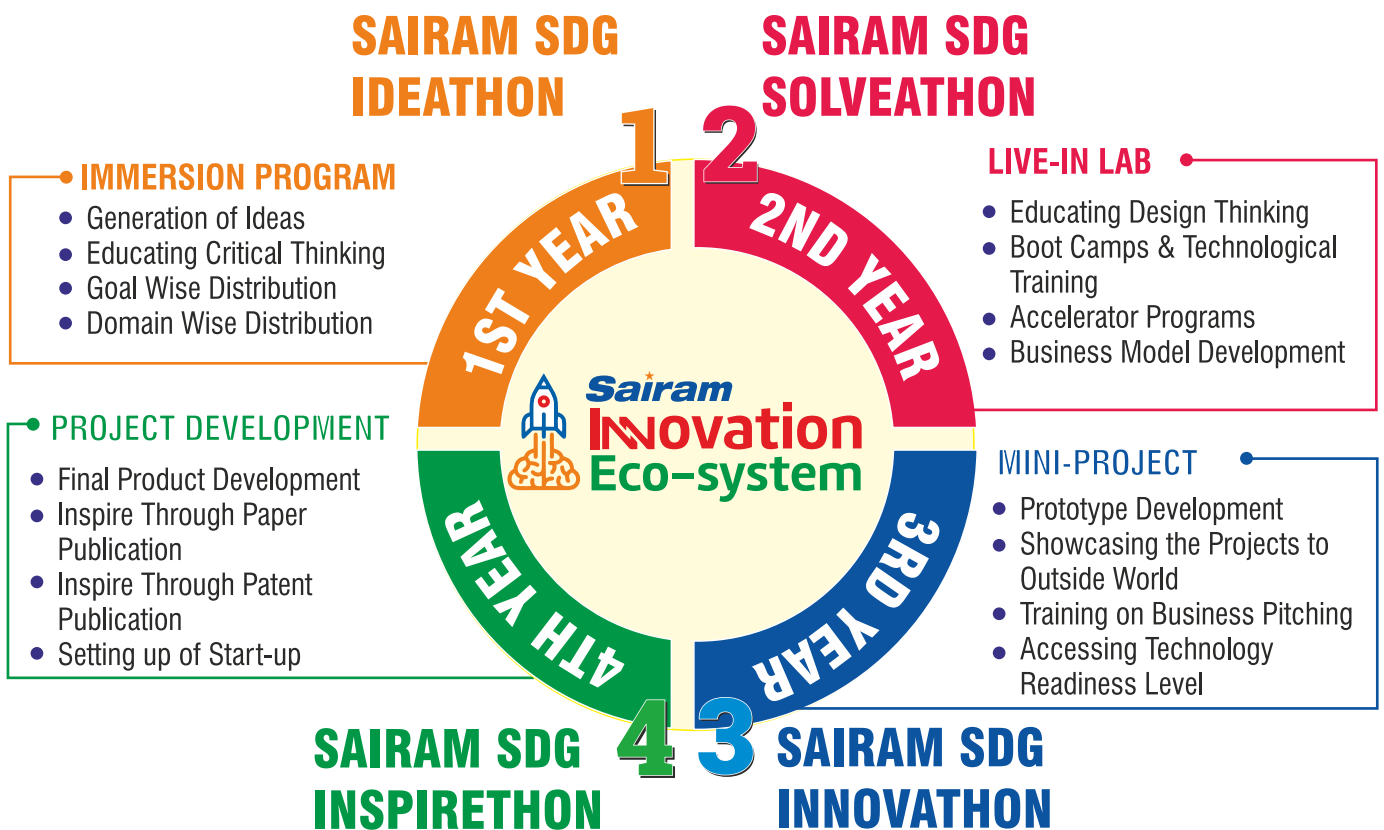 SAIRAM SDG
IDEATHON
1
IMMERSION PROGRAM
Generation of Ideas
Educating Critical Thinking
Goal Wise Distribution
Domain Wise Distribution
1ST YEAR
SAIRAM SDG
SOLVEATHON
2
LIVE-IN LAB
Educating Design Thinking
Boot Camps & Technological
Training
Accelerator Programs
Business Model Development
2ND YEAR
Sairam
Innovation
Eco-system
MINI-PROJECT
Prototype Development
Showcasing the Projects to
Outside World
Training on Business Pitching
Accessing Technology
Readiness Level
3RD YEAR
3
SAIRAM SDG
INNOVATHON
PROJECT DEVELOPMENT
Final Product Development
Inspire Through Paper
Publication
Inspire Through Patent
Publication
Setting up of Start-up
4TH YEAR
4
SAIRAM SDG
INSPIRETHON